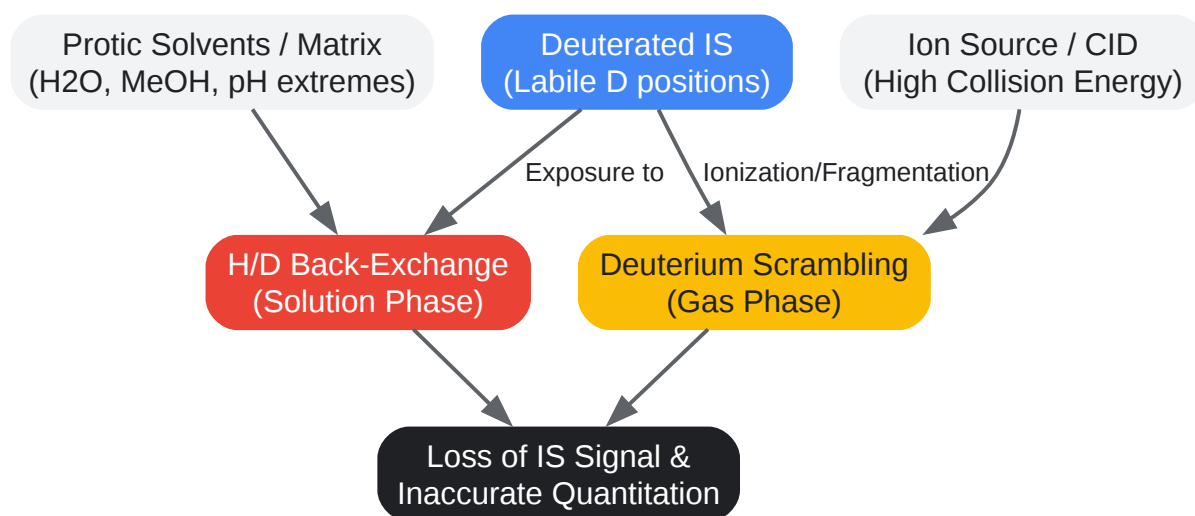 Protic Solvents / Matrix
(H2O, MeOH, pH extremes)
Deuterated IS
(Labile D positions)
Ion Source / CID
(High Collision Energy)
Exposure to
Ionization/Fragmentation
H/D Back-Exchange
(Solution Phase)
Deuterium Scrambling
(Gas Phase)
Loss of IS Signal &
Inaccurate Quantitation